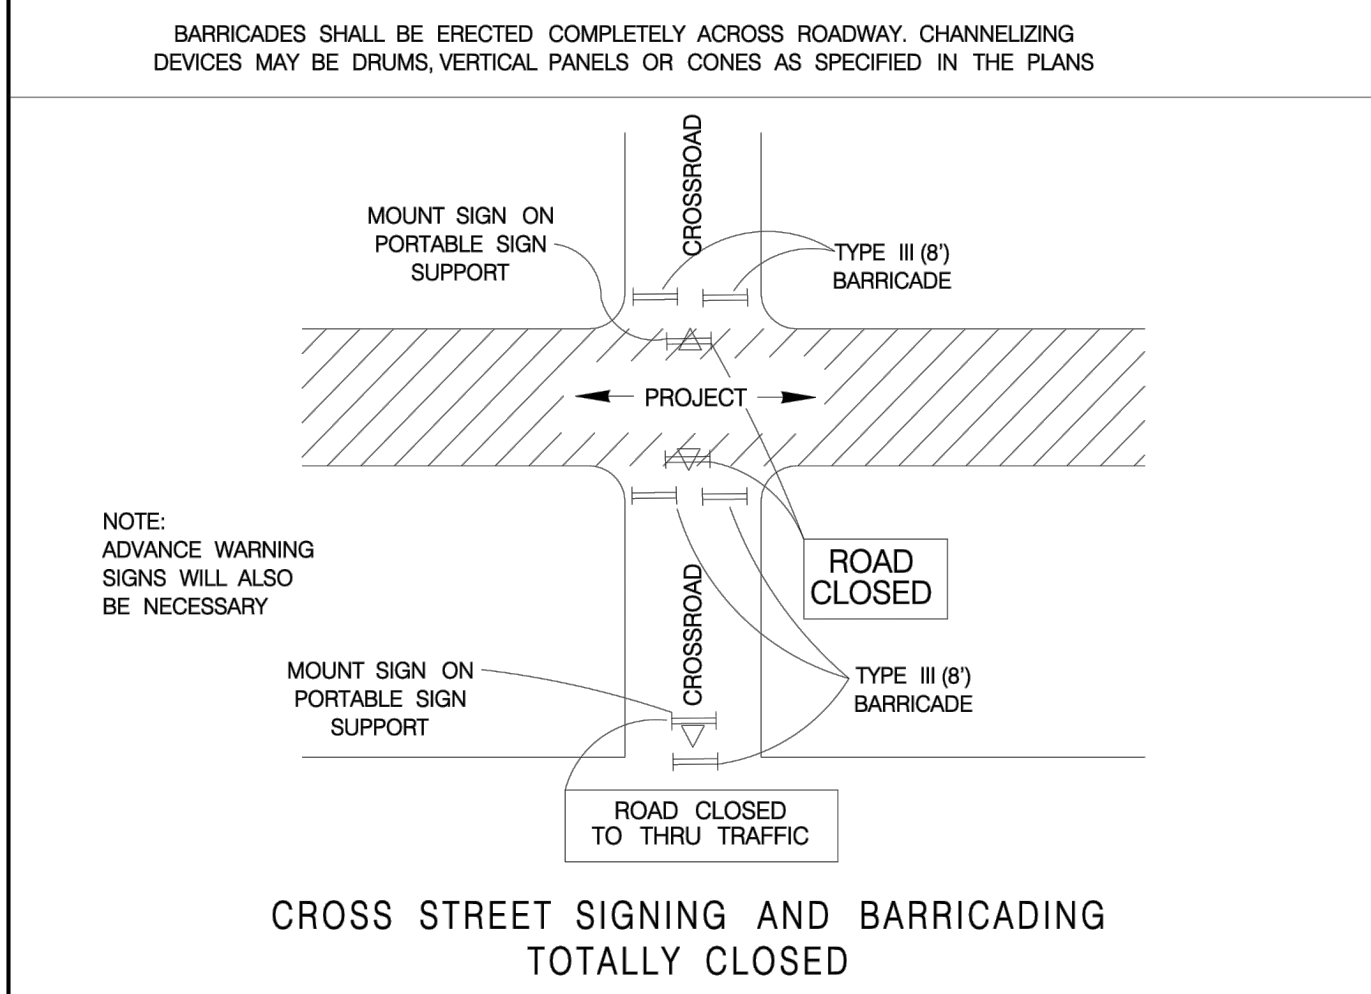 BARRICADES SHALL BE ERECTED COMPLETELY ACROSS ROADWAY. CHANNELIZING
DEVICES MAY BE DRUMS, VERTICAL PANELS OR CONES AS SPECIFIED IN THE PLANS
CROSSROAD
MOUNT SIGN ON
PORTABLE SIGN
SUPPORT
TYPE III (8')
BARRICADE
PROJECT
NOTE:
ADVANCE WARNING
SIGNS WILL ALSO
BE NECESSARY
ROAD
CLOSED
CROSSROAD
MOUNT SIGN ON
PORTABLE SIGN
SUPPORT
TYPE III (8')
BARRICADE
ROAD CLOSED
TO THRU TRAFFIC
CROSS STREET SIGNING AND BARRICADING
TOTALLY CLOSED